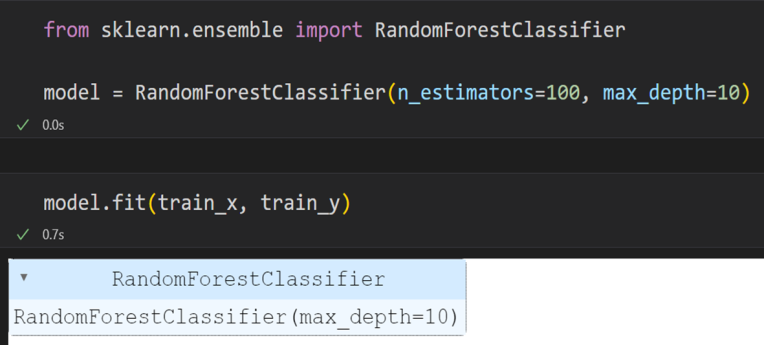 from sklearn.ensemble import RandomForestClassifier
model = RandomForestClassifier(n_estimators=100, max_depth=10)
✓ 0.0s
model.fit(train_x, train_y)
✓ 0.7s
▾ RandomForestClassifier
RandomForestClassifier(max_depth=10)